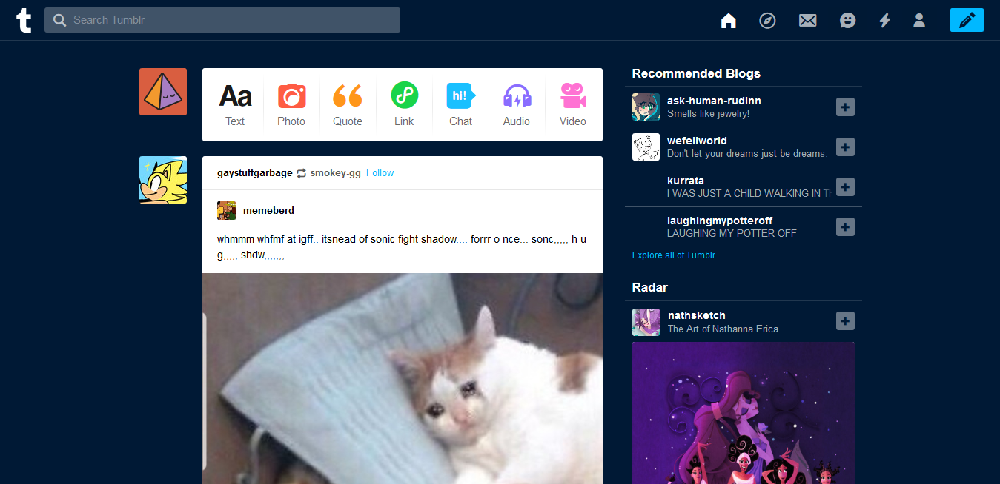 t
Search Tumblr
Aa
hi!
Text
Photo
Quote
Link
Chat
Audio
Video
gaystuffgarbage smokey-gg Follow
memeberd
whmmm whfmf at igff.. itsnead of sonic fight shadow.... forrr o nce... sonc,,,,, h u
g,,,,, shdw,,,,,,,
Recommended Blogs
ask-human-rudinn
Smells like jewelry!
wefellworld
Don't let your dreams just be dreams.
kurrata
I WAS JUST A CHILD WALKING IN TH
laughingmypotteroff
LAUGHING MY POTTER OFF
Explore all of Tumblr
Radar
nathsketch
The Art of Nathanna Erica